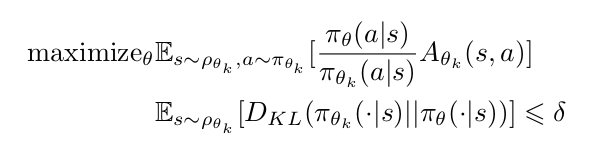 maximize_θ 𝔼_{s∼ρ_{θ_k}, a∼π_{θ_k}} [ \frac{π_θ(a|s)}{π_{θ_k}(a|s)} A_{θ_k}(s, a)]
𝔼_{s∼ρ_{θ_k}} [D_{KL}(π_{θ_k}(·|s)||π_θ(·|s))] ⩽ δ